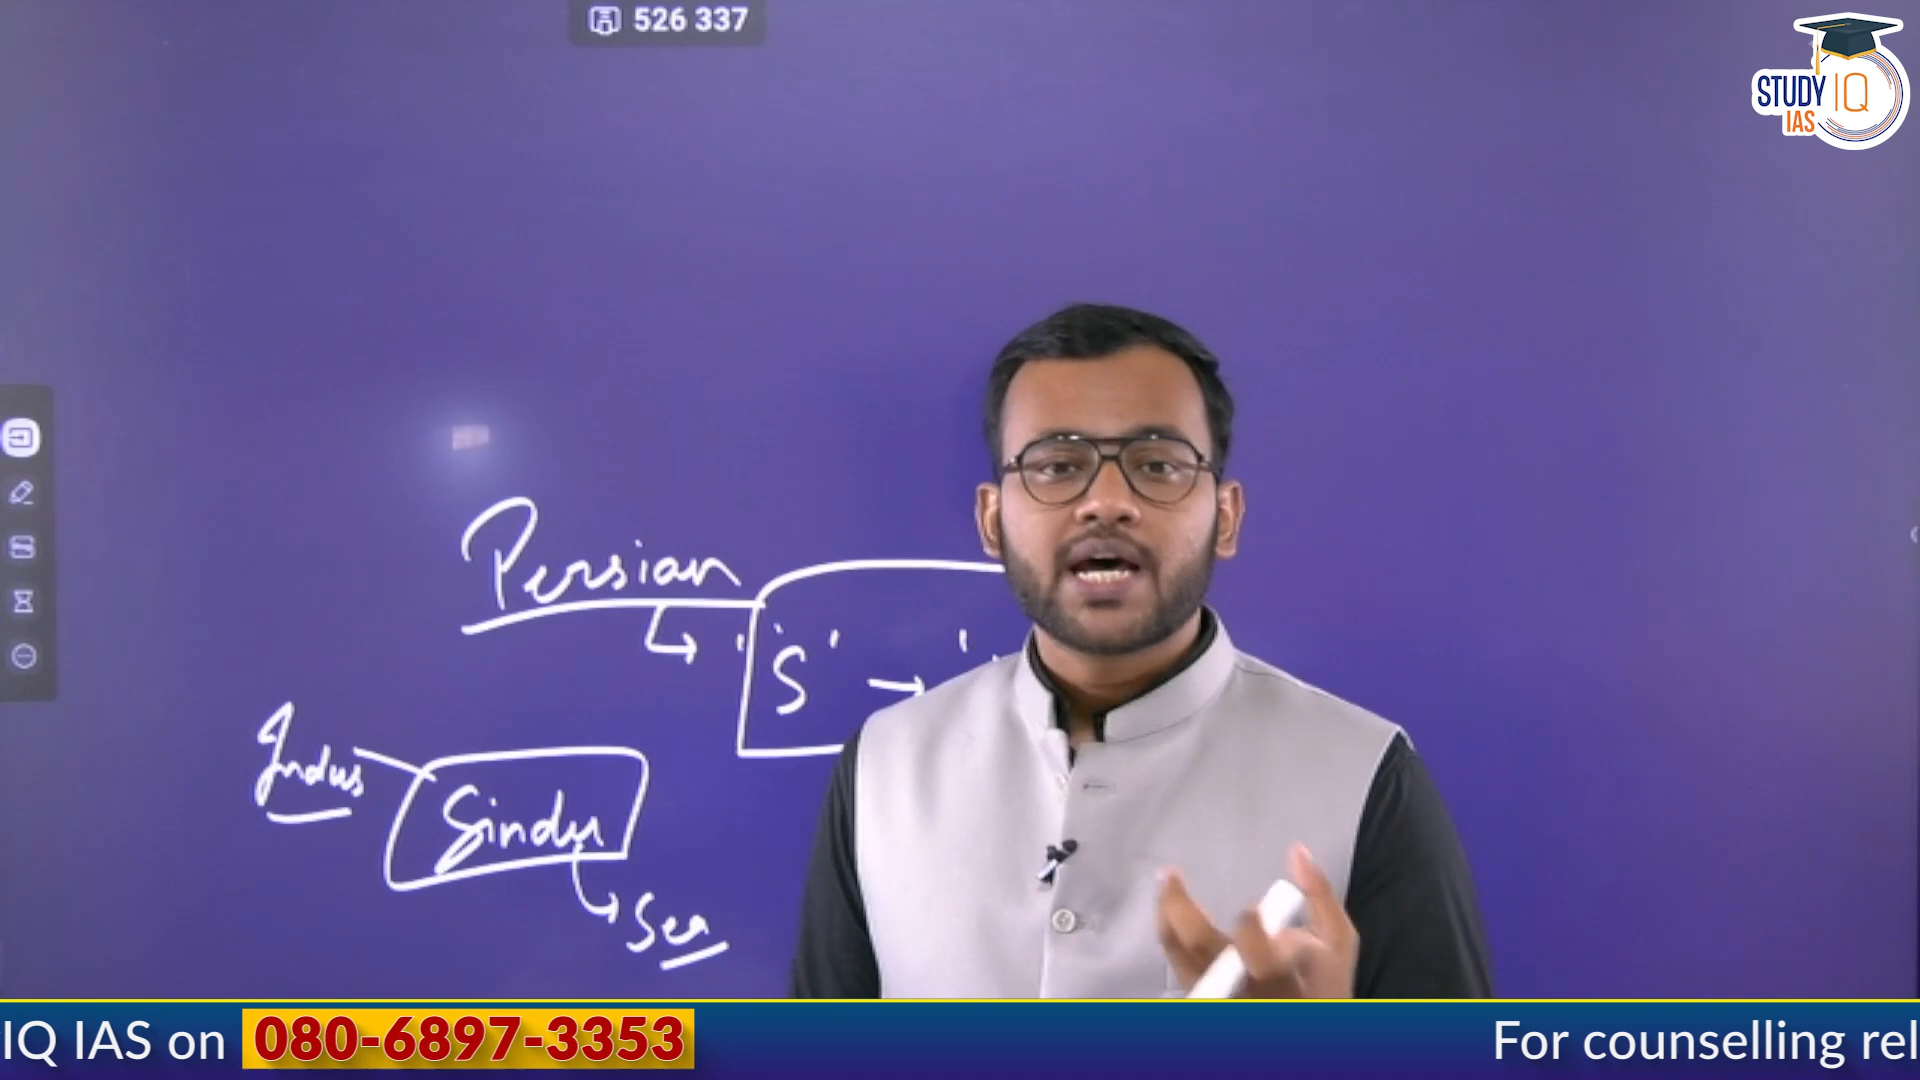 526 337
STUDY IQ
IAS
Persian
'S' →
Indus
Sindu
Sea
IQ IAS on 080-6897-3353
For counselling rel